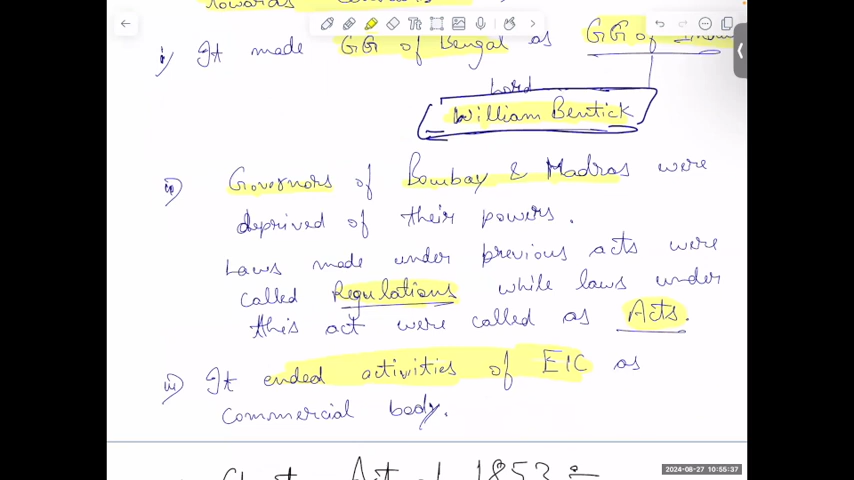 towards
i) It made GG of Bengal as GG of India
Lord
William Bentick
ii) Governors of Bombay & Madras were
deprived of their powers.
Laws made under previous acts were
called Regulations while laws under
this act were called as Acts.
iii) It ended activities of EIC as
commercial body.
Act of 1853 :-
2024-08-27 10:55:37